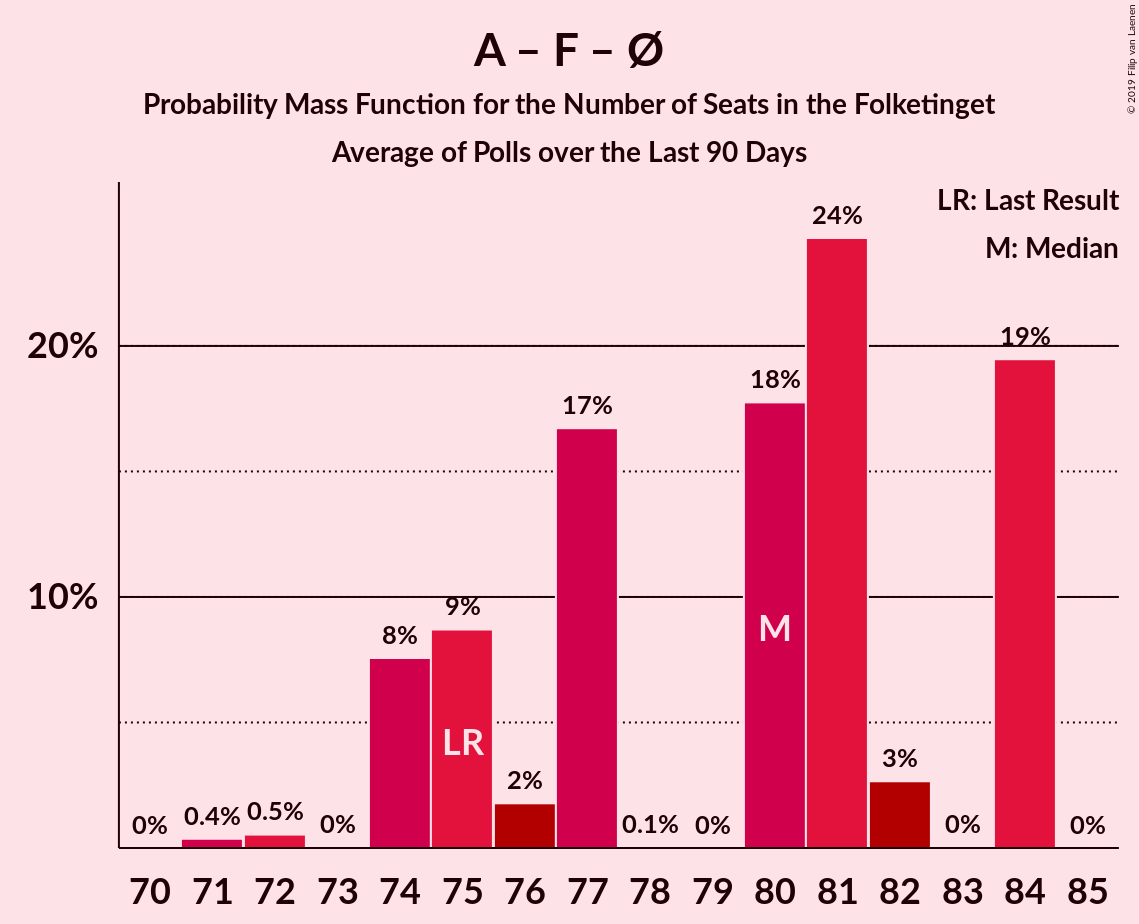 A – F – Ø
Probability Mass Function for the Number of Seats in the Folketinget
Average of Polls over the Last 90 Days
© 2019 Filip van Laenen
LR: Last Result
M: Median
20%
10%
0%
0.4%
0.5%
0%
8%
9%
2%
17%
0.1%
0%
18%
24%
3%
0%
19%
0%
LR
M
70 71 72 73 74 75 76 77 78 79 80 81 82 83 84 85